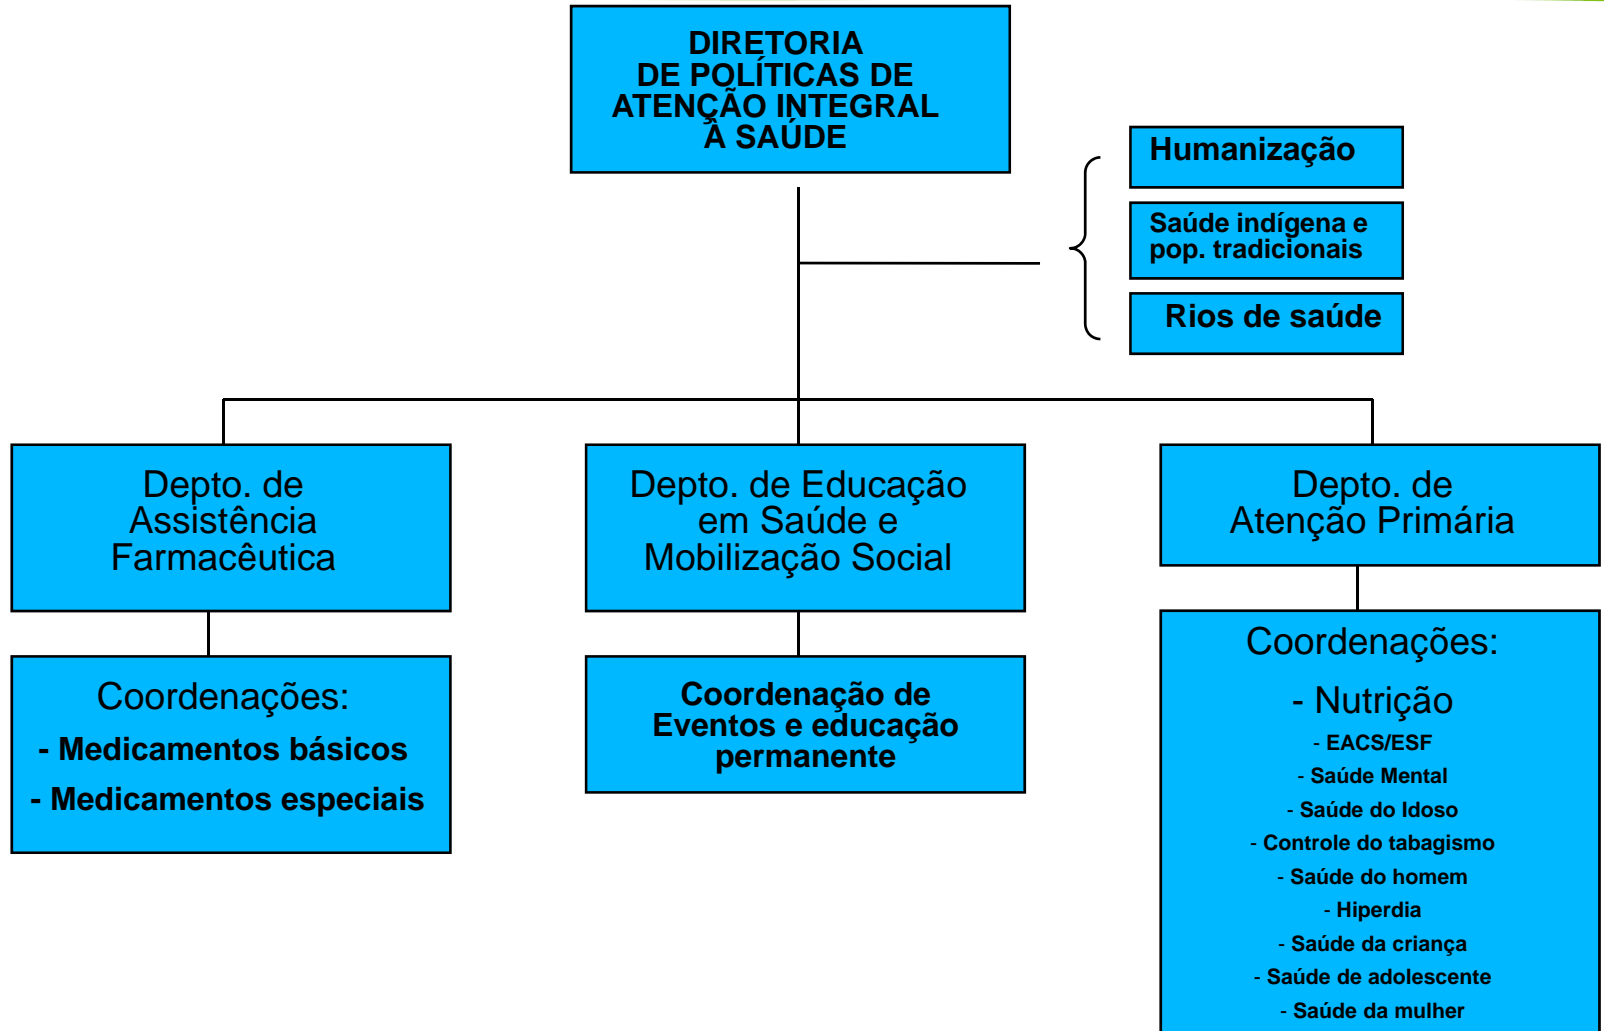 DIRETORIA
DE POLÍTICAS DE
ATENÇÃO INTEGRAL
À SAÚDE
Humanização
Saúde indígena e
pop. tradicionais
Rios de saúde
Depto. de
Assistência
Farmacêutica
Depto. de Educação
em Saúde e
Mobilização Social
Depto. de
Atenção Primária
Coordenações:
- Medicamentos básicos
- Medicamentos especiais
Coordenação de
Eventos e educação
permanente
Coordenações:
- Nutrição
- EACS/ESF
- Saúde Mental
- Saúde do Idoso
- Controle do tabagismo
- Saúde do homem
- Hiperdia
- Saúde da criança
- Saúde de adolescente
- Saúde da mulher